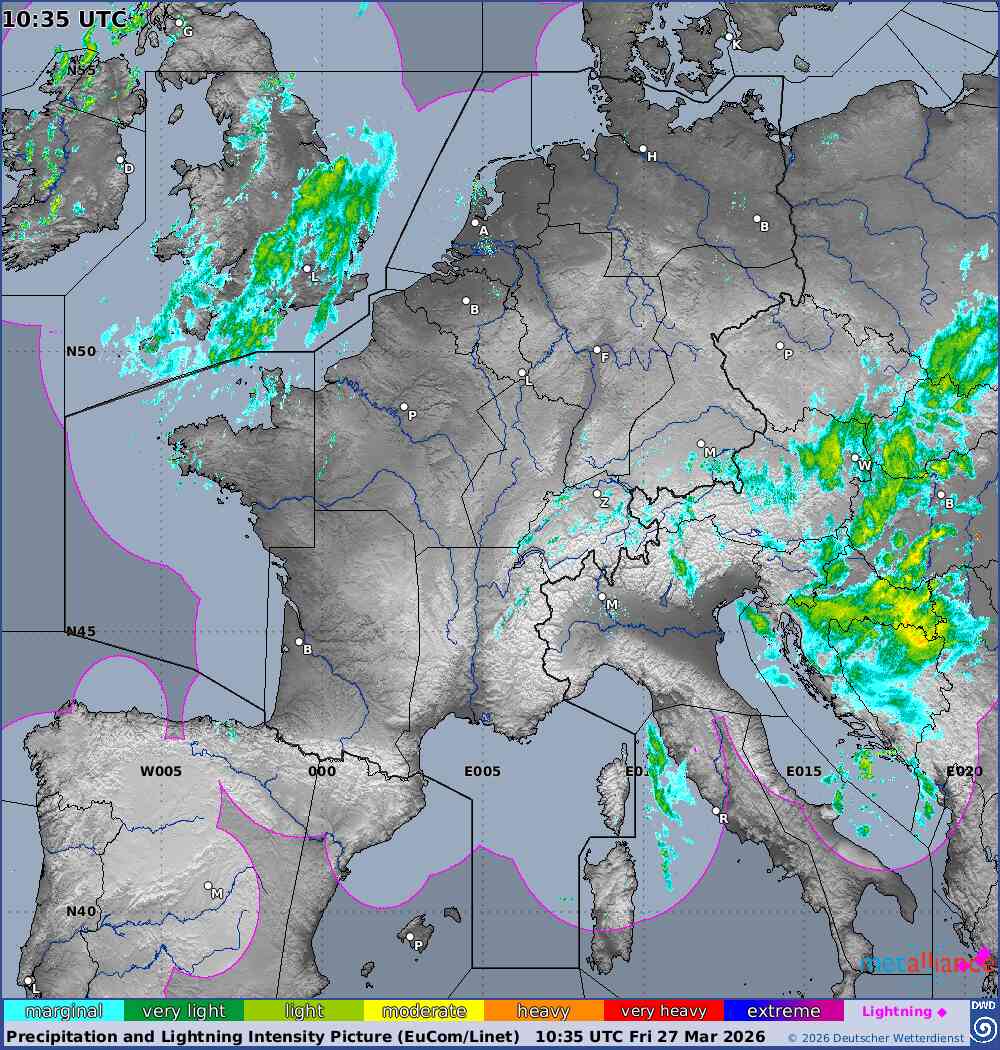 10:35 UTC
G
K
N55
D
H
A
B
L
B
N50
F
P
L
P
M
W
Z
B
M
N45
B
W005
000
E005
E01
E015
E020
R
M
N40
P
L
metalliance
marginal very light light moderate heavy very heavy extreme Lightning ◆
DWD
Precipitation and Lightning Intensity Picture (EuCom/Linet) 10:35 UTC Fri 27 Mar 2026 © 2026 Deutscher Wetterdienst